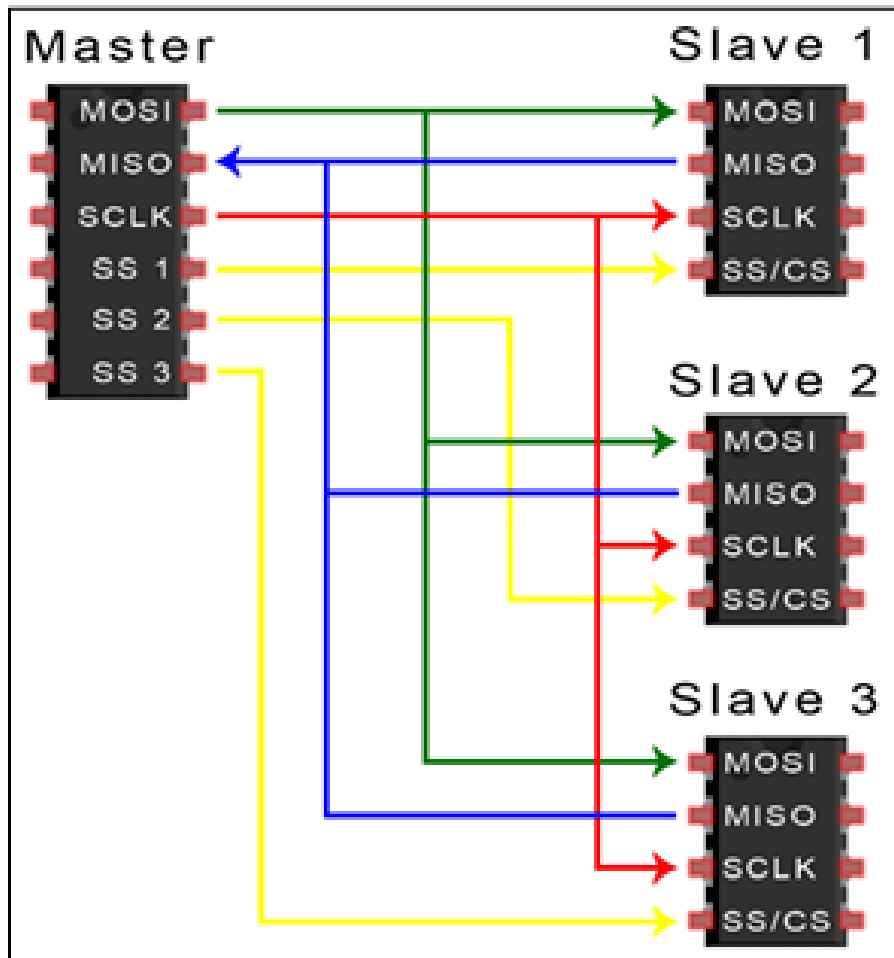 Master
MOSI
MISO
SCLK
SS 1
SS 2
SS 3
Slave 1
MOSI
MISO
SCLK
SS/CS
Slave 2
MOSI
MISO
SCLK
SS/CS
Slave 3
MOSI
MISO
SCLK
SS/CS